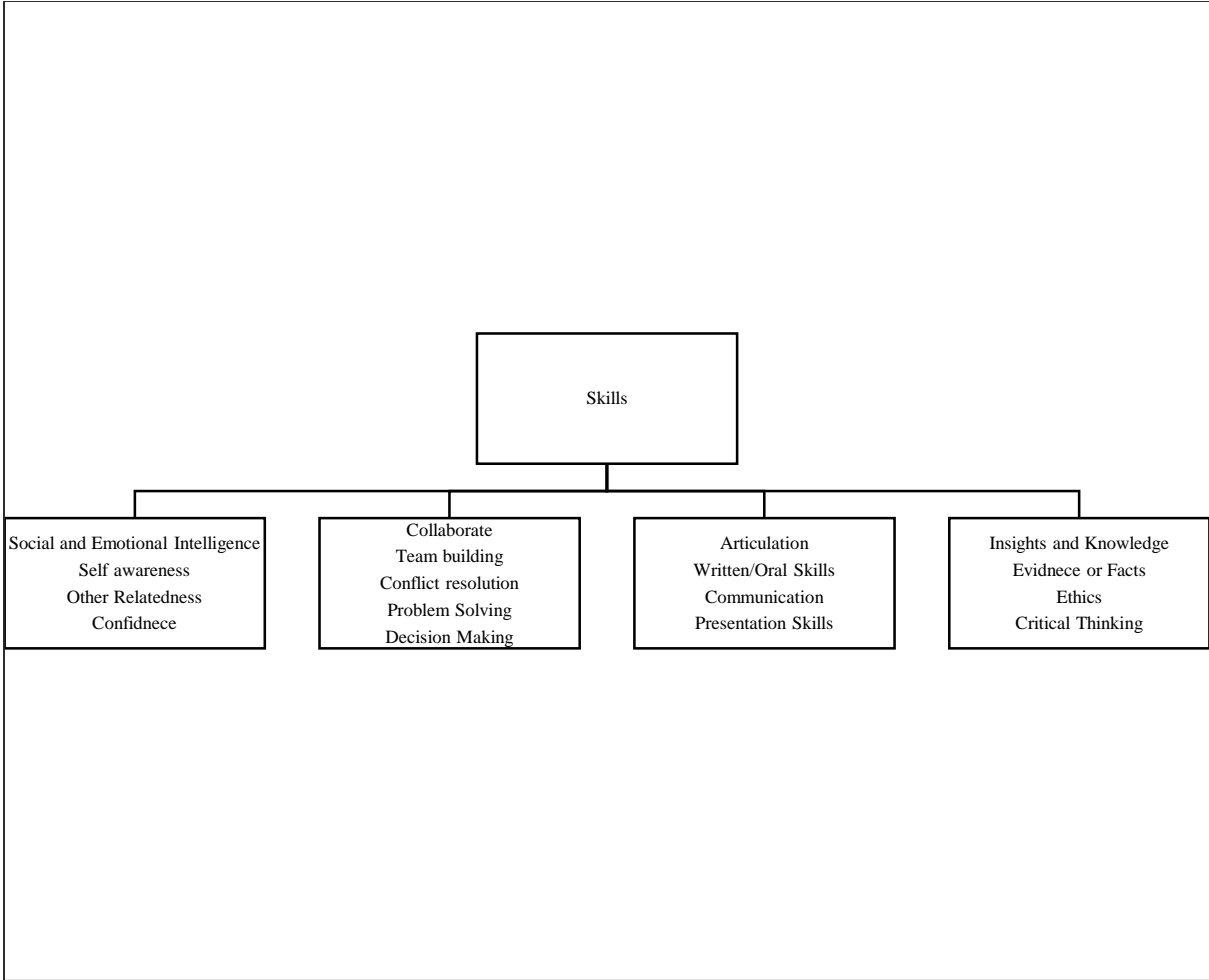 Skills
Social and Emotional Intelligence
Self awareness
Other Relatedness
Confidnece
Collaborate
Team building
Conflict resolution
Problem Solving
Decision Making
Articulation
Written/Oral Skills
Communication
Presentation Skills
Insights and Knowledge
Evidnece or Facts
Ethics
Critical Thinking